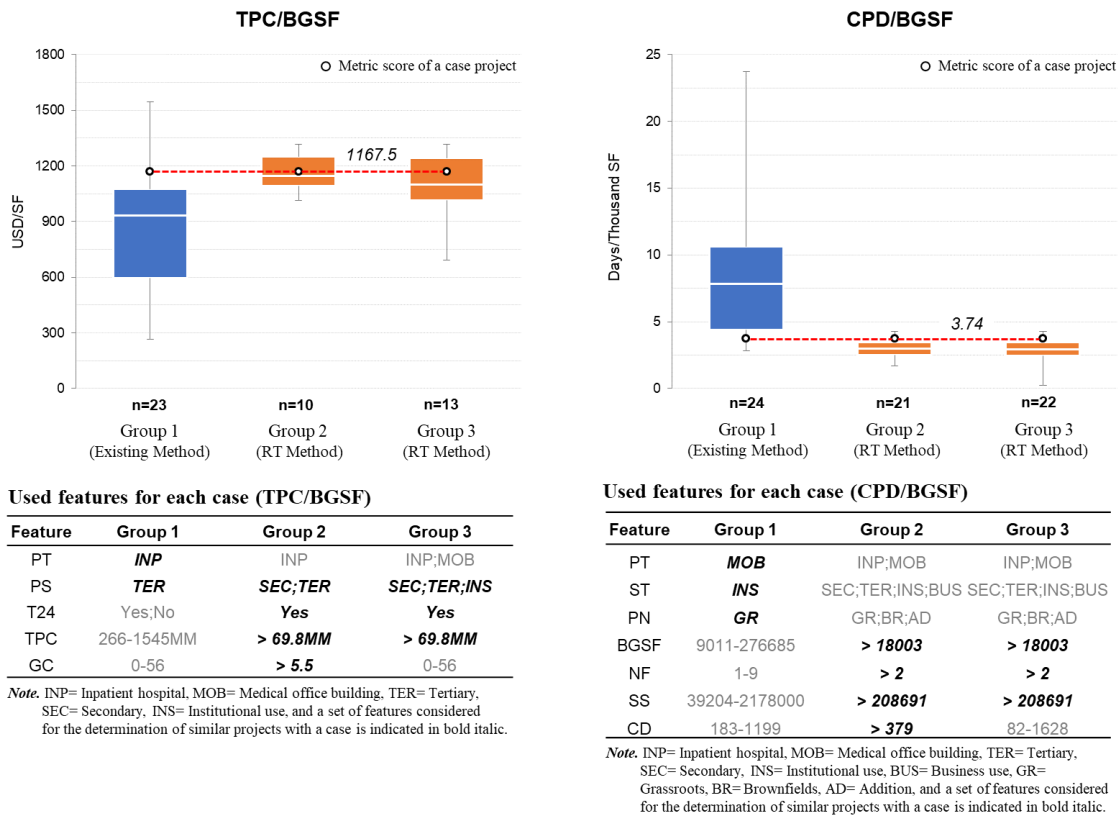 TPC/BGSF
1800
1500
1200
900
600
300
0
USD/SF
Metric score of a case project
1167.5
n=23
n=10
n=13
Group 1
(Existing Method)
Group 2
(RT Method)
Group 3
(RT Method)
Used features for each case (TPC/BGSF)
Feature Group 1 Group 2 Group 3
PT INP INP INP;MOB
PS TER SEC;TER SEC;TER;INS
T24 Yes;No Yes Yes
TPC 266-1545MM > 69.8MM > 69.8MM
GC 0-56 > 5.5 0-56
Note. INP= Inpatient hospital, MOB= Medical office building, TER= Tertiary,
SEC= Secondary, INS= Institutional use, and a set of features considered
for the determination of similar projects with a case is indicated in bold italic.
CPD/BGSF
25
20
15
10
5
0
Days/Thousand SF
Metric score of a case project
3.74
n=24
n=21
n=22
Group 1
(Existing Method)
Group 2
(RT Method)
Group 3
(RT Method)
Used features for each case (CPD/BGSF)
Feature Group 1 Group 2 Group 3
PT MOB INP;MOB INP;MOB
ST INS SEC;TER;INS;BUS SEC;TER;INS;BUS
PN GR GR;BR;AD GR;BR;AD
BGSF 9011-276685 > 18003 > 18003
NF 1-9 > 2 > 2
SS 39204-2178000 > 208691 > 208691
CD 183-1199 > 379 82-1628
Note. INP= Inpatient hospital, MOB= Medical office building, TER= Tertiary,
SEC= Secondary, INS= Institutional use, BUS= Business use, GR=
Grassroots, BR= Brownfields, AD= Addition, and a set of features considered
for the determination of similar projects with a case is indicated in bold italic.